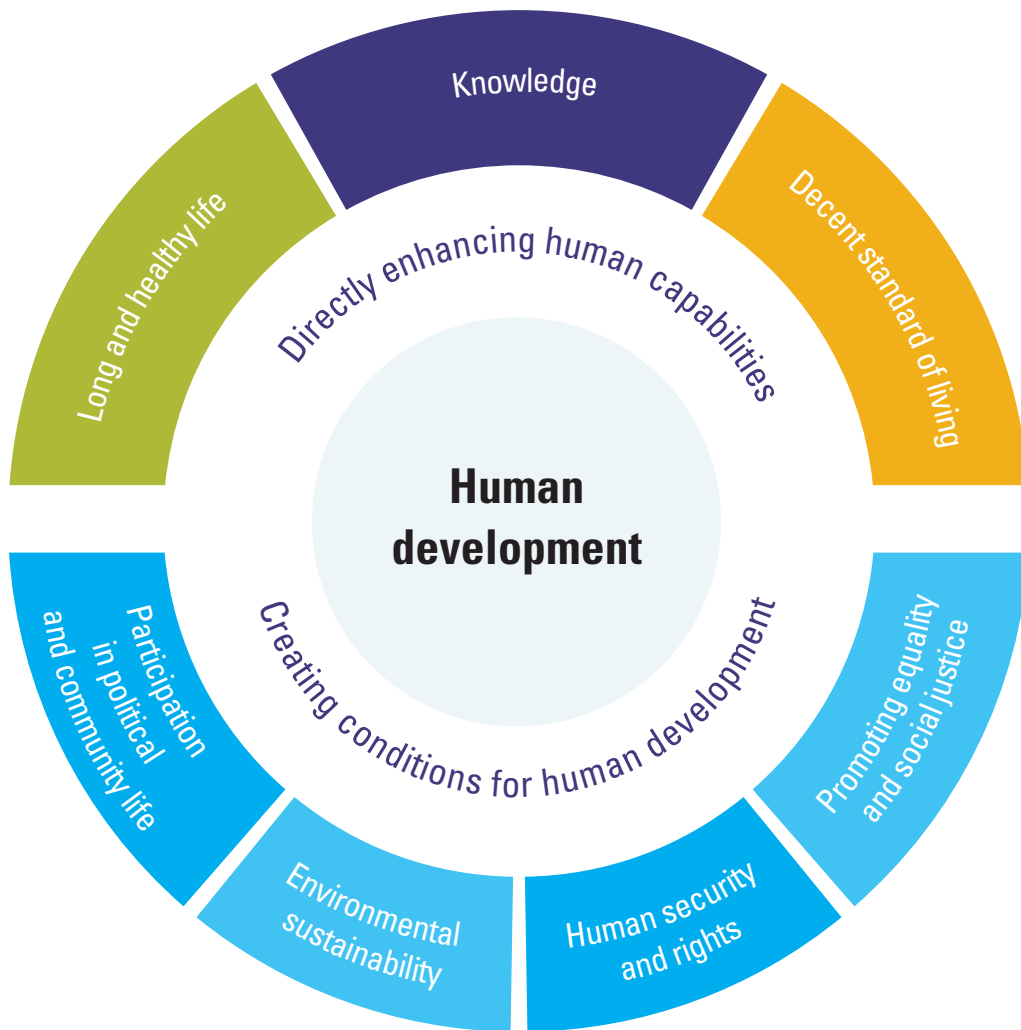 Knowledge
Long and healthy life
Decent standard of living
Directly enhancing human capabilities
Human
development
Creating conditions for human development
Participation
in political
and community life
Environmental
sustainability
Human security
and rights
Promoting equality
and social justice